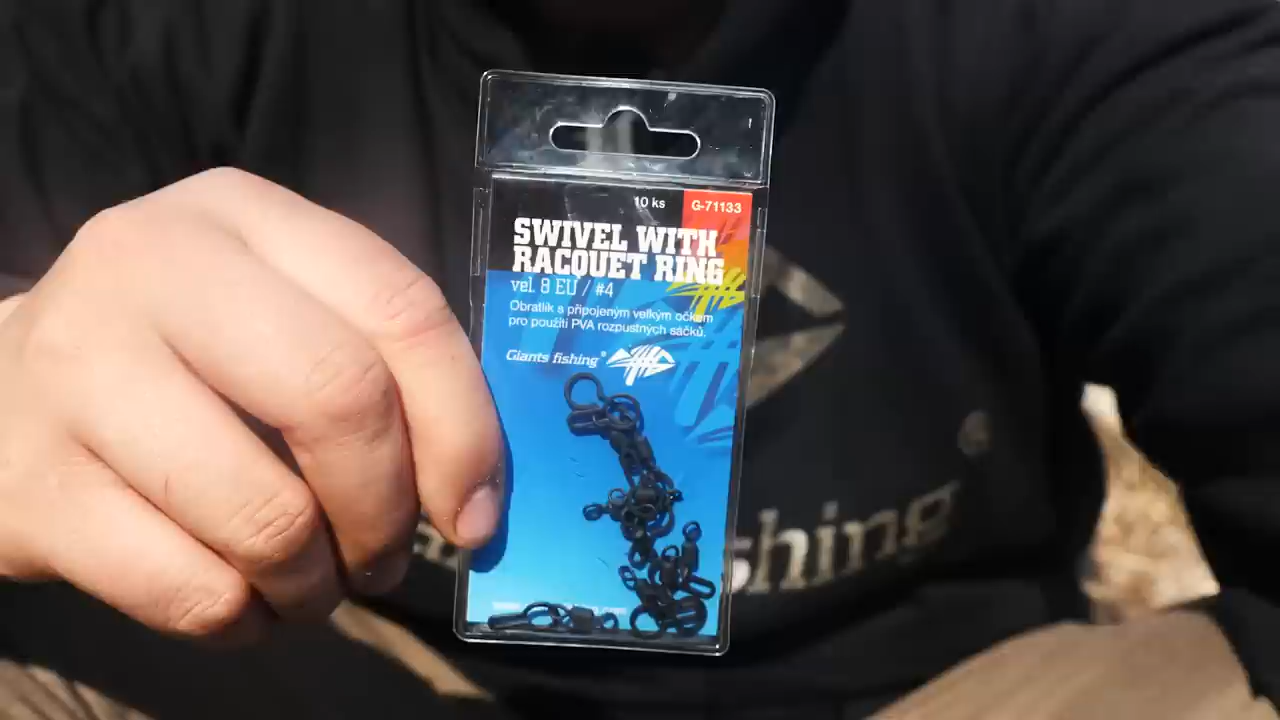 10 ks
G-71133
SWIVEL WITH
RACQUET RING
vel. 8 EU / #4
Obratlík s připojeným velkým očkem
pro použití PVA rozpustných sáčků.
Giants fishing®
shing
®